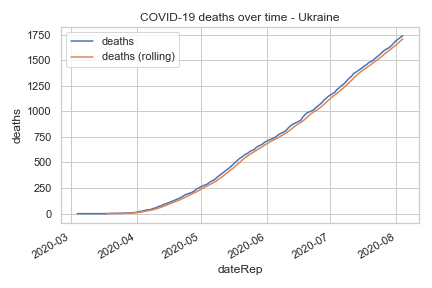 COVID-19 deaths over time - Ukraine
deaths
deaths (rolling)
1750
1500
1250
1000
750
500
250
0
deaths
2020-03
2020-04
2020-05
2020-06
2020-07
2020-08
dateRep